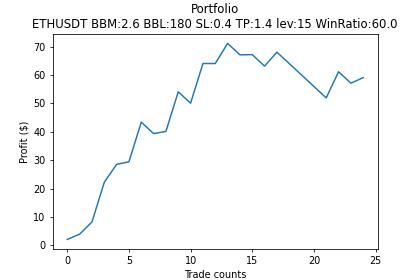 Portfolio
ETHUSDT BBM:2.6 BBL:180 SL:0.4 TP:1.4 lev:15 WinRatio:60.0
Profit ($)
70
60
50
40
30
20
10
0
0 5 10 15 20 25
Trade counts